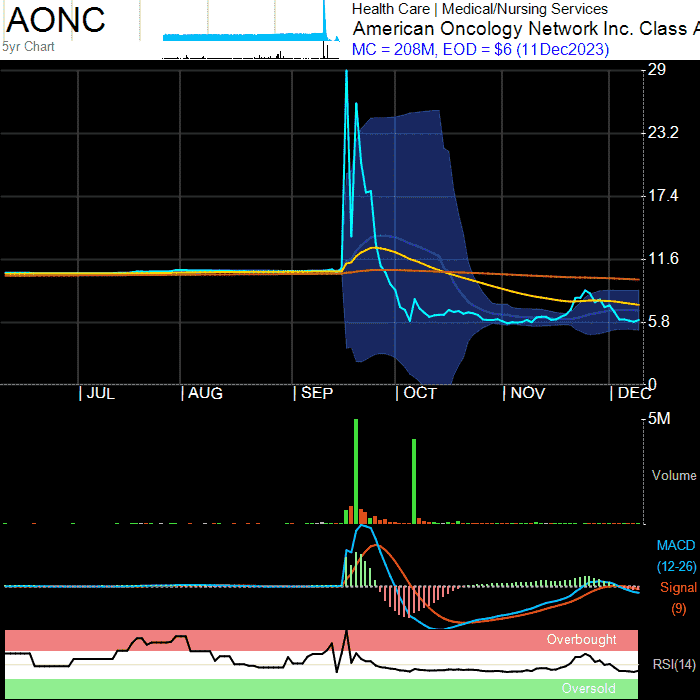 AONC
5yr Chart
Health Care | Medical/Nursing Services
American Oncology Network Inc. Class
MC = 208M, EOD = $6 (11Dec2023)
29
23.2
17.4
11.6
5.8
0
JUL
AUG
SEP
OCT
NOV
DEC
5M
Volume
MACD
(12-26)
Signal
(9)
Overbought
RSI(14)
Oversold